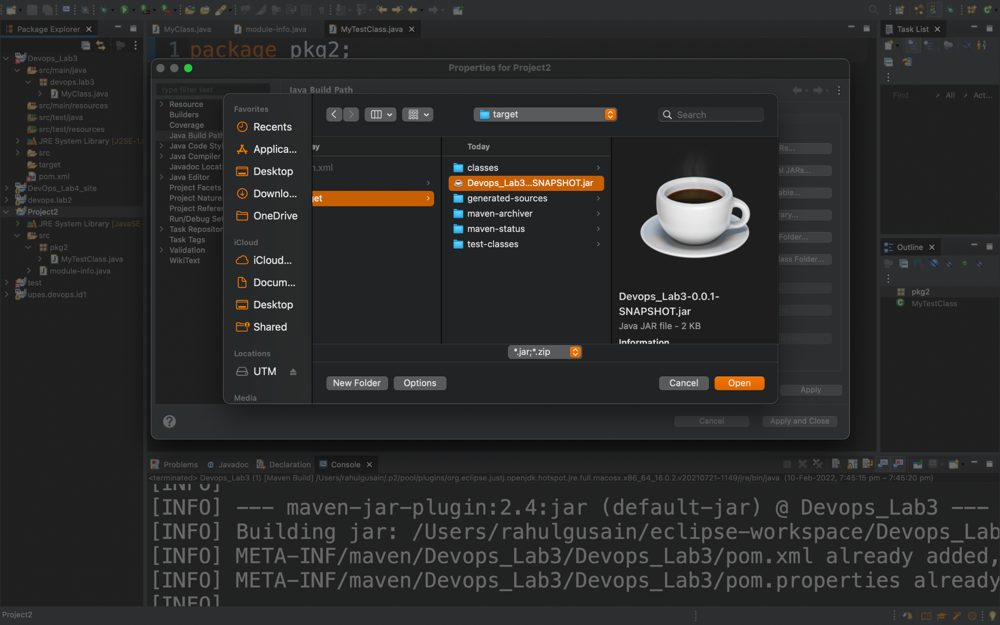 Package Explorer
MyClass.java
module-info.java
MyTestClass.java
Task List
1 package pkg2;
Devops_Lab3
src/main/java
devops.lab3
MyClass.java
src/main/resources
src/test/java
src/test/resources
JRE System Library [J2SE-1.5
src
target
pom.xml
DevOps_Lab4_site
devops.lab2
Project2
JRE System Library [JavaSE-
src
pkg2
MyTestClass.java
module-info.java
test
upes.devops.id1
Properties for Project2
type filter text
Java Build Path
Resource
Builders
Coverage
Java Build Path
Java Code Styl
Java Compiler
Javadoc Locati
Java Editor
Project Facets
Project Natures
Project Referen
Run/Debug Set
Task Repositor
Task Tags
Validation
WikiText
Favorites
Recents
Applica...
Desktop
Downlo...
OneDrive
iCloud
iCloud...
Docum...
Desktop
Shared
Locations
UTM
Media
target
Search
ay
n.xml
get
Today
classes
Devops_Lab3...SNAPSHOT.jar
generated-sources
maven-archiver
maven-status
test-classes
Devops_Lab3-0.0.1-
SNAPSHOT.jar
Java JAR file - 2 KB
Information
*.jar;*.zip
New Folder
Options
Cancel
Open
Rs...
al JARs...
able...
rary...
Folder...
lass Folder...
Apply
Cancel
Apply and Close
Find
All
Act...
Outline
pkg2
MyTestClass
Problems
Javadoc
Declaration
Console
<terminated> Devops_Lab3 (1) [Maven Build] /Users/rahulgusain/.p2/pool/plugins/org.eclipse.justj.openjdk.hotspot.jre.full.macosx.x86_64_16.0.2.v20210721-1149/jre/bin/java (10-Feb-2022, 7:45:15 pm – 7:45:20 pm)
[INFO]
[INFO] --- maven-jar-plugin:2.4:jar (default-jar) @ Devops_Lab3 ---
[INFO] Building jar: /Users/rahulgusain/eclipse-workspace/Devops_Lab
[INFO] META-INF/maven/Devops_Lab3/Devops_Lab3/pom.xml already added,
[INFO] META-INF/maven/Devops_Lab3/Devops_Lab3/pom.properties already
[INFO]
Project2